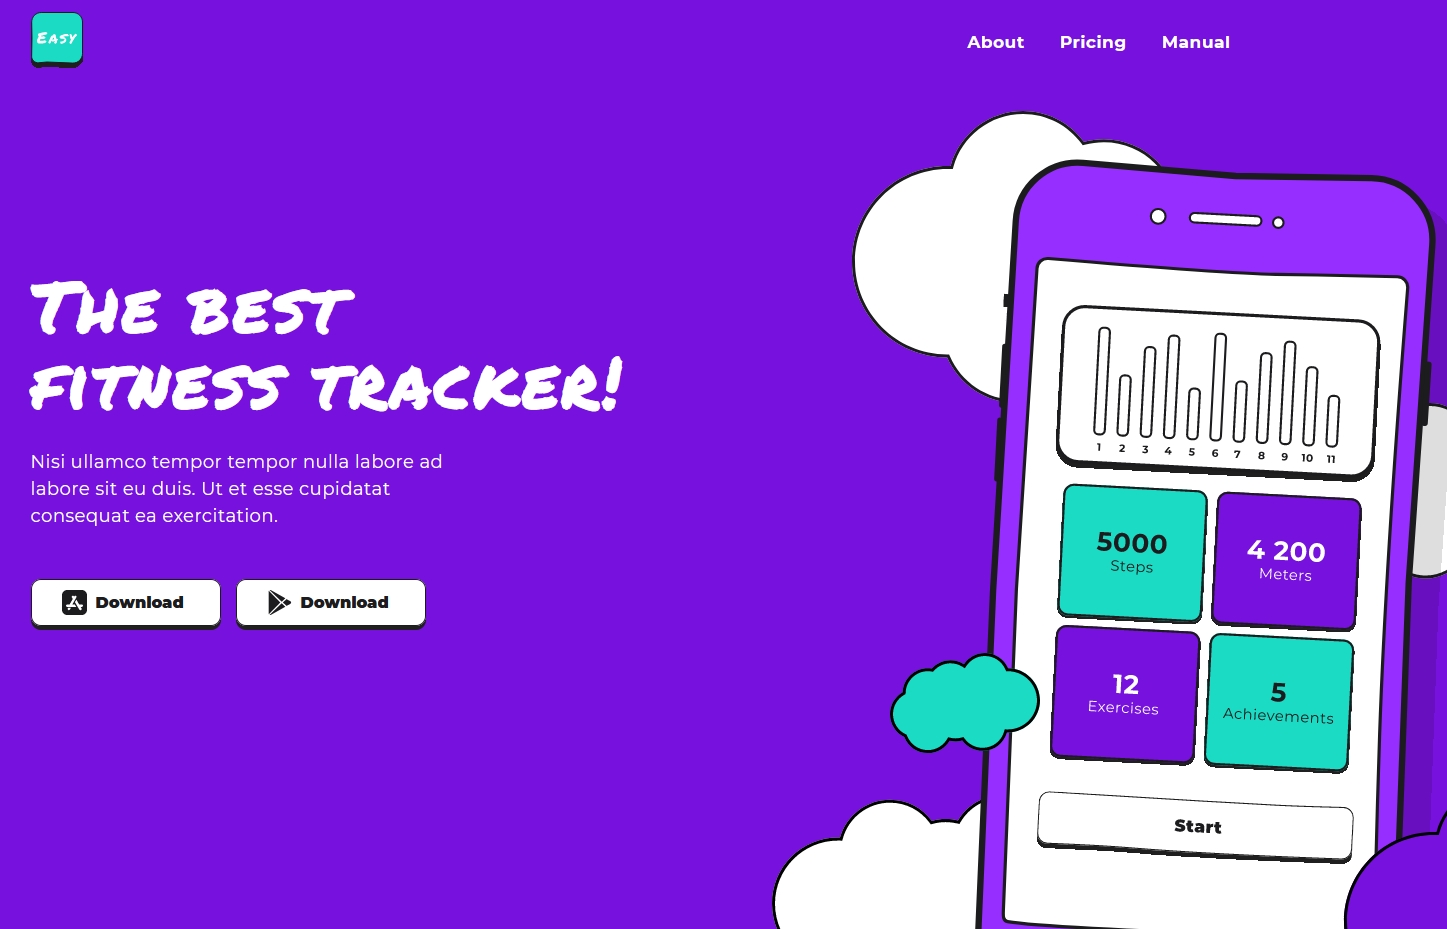 Easy
About Pricing Manual
The best
fitness tracker!
Nisi ullamco tempor tempor nulla labore ad
labore sit eu duis. Ut et esse cupidatat
consequat ea exercitation.
Download Download
1 2 3 4 5 6 7 8 9 10 11
5000
Steps
4 200
Meters
12
Exercises
5
Achievements
Start